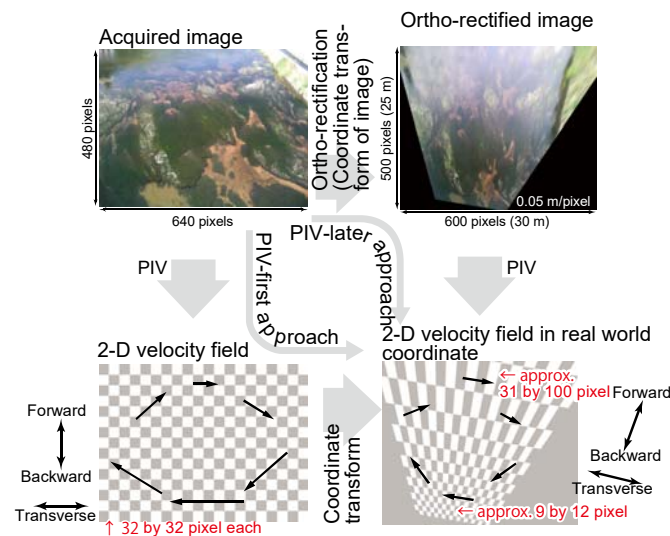 Acquired image
Ortho-rectified image
480 pixels
640 pixels
Ortho-rectification
(Coordinate trans-
form of image)
500 pixels (25 m)
0.05 m/pixel
600 pixels (30 m)
PIV-later approach
PIV-first approach
PIV
PIV
2-D velocity field
2-D velocity field in real world
coordinate
Forward
Backward
Transverse
↑ 32 by 32 pixel each
Coordinate
transform
← approx.
31 by 100 pixel
← approx. 9 by 12 pixel
Forward
Backward
Transverse